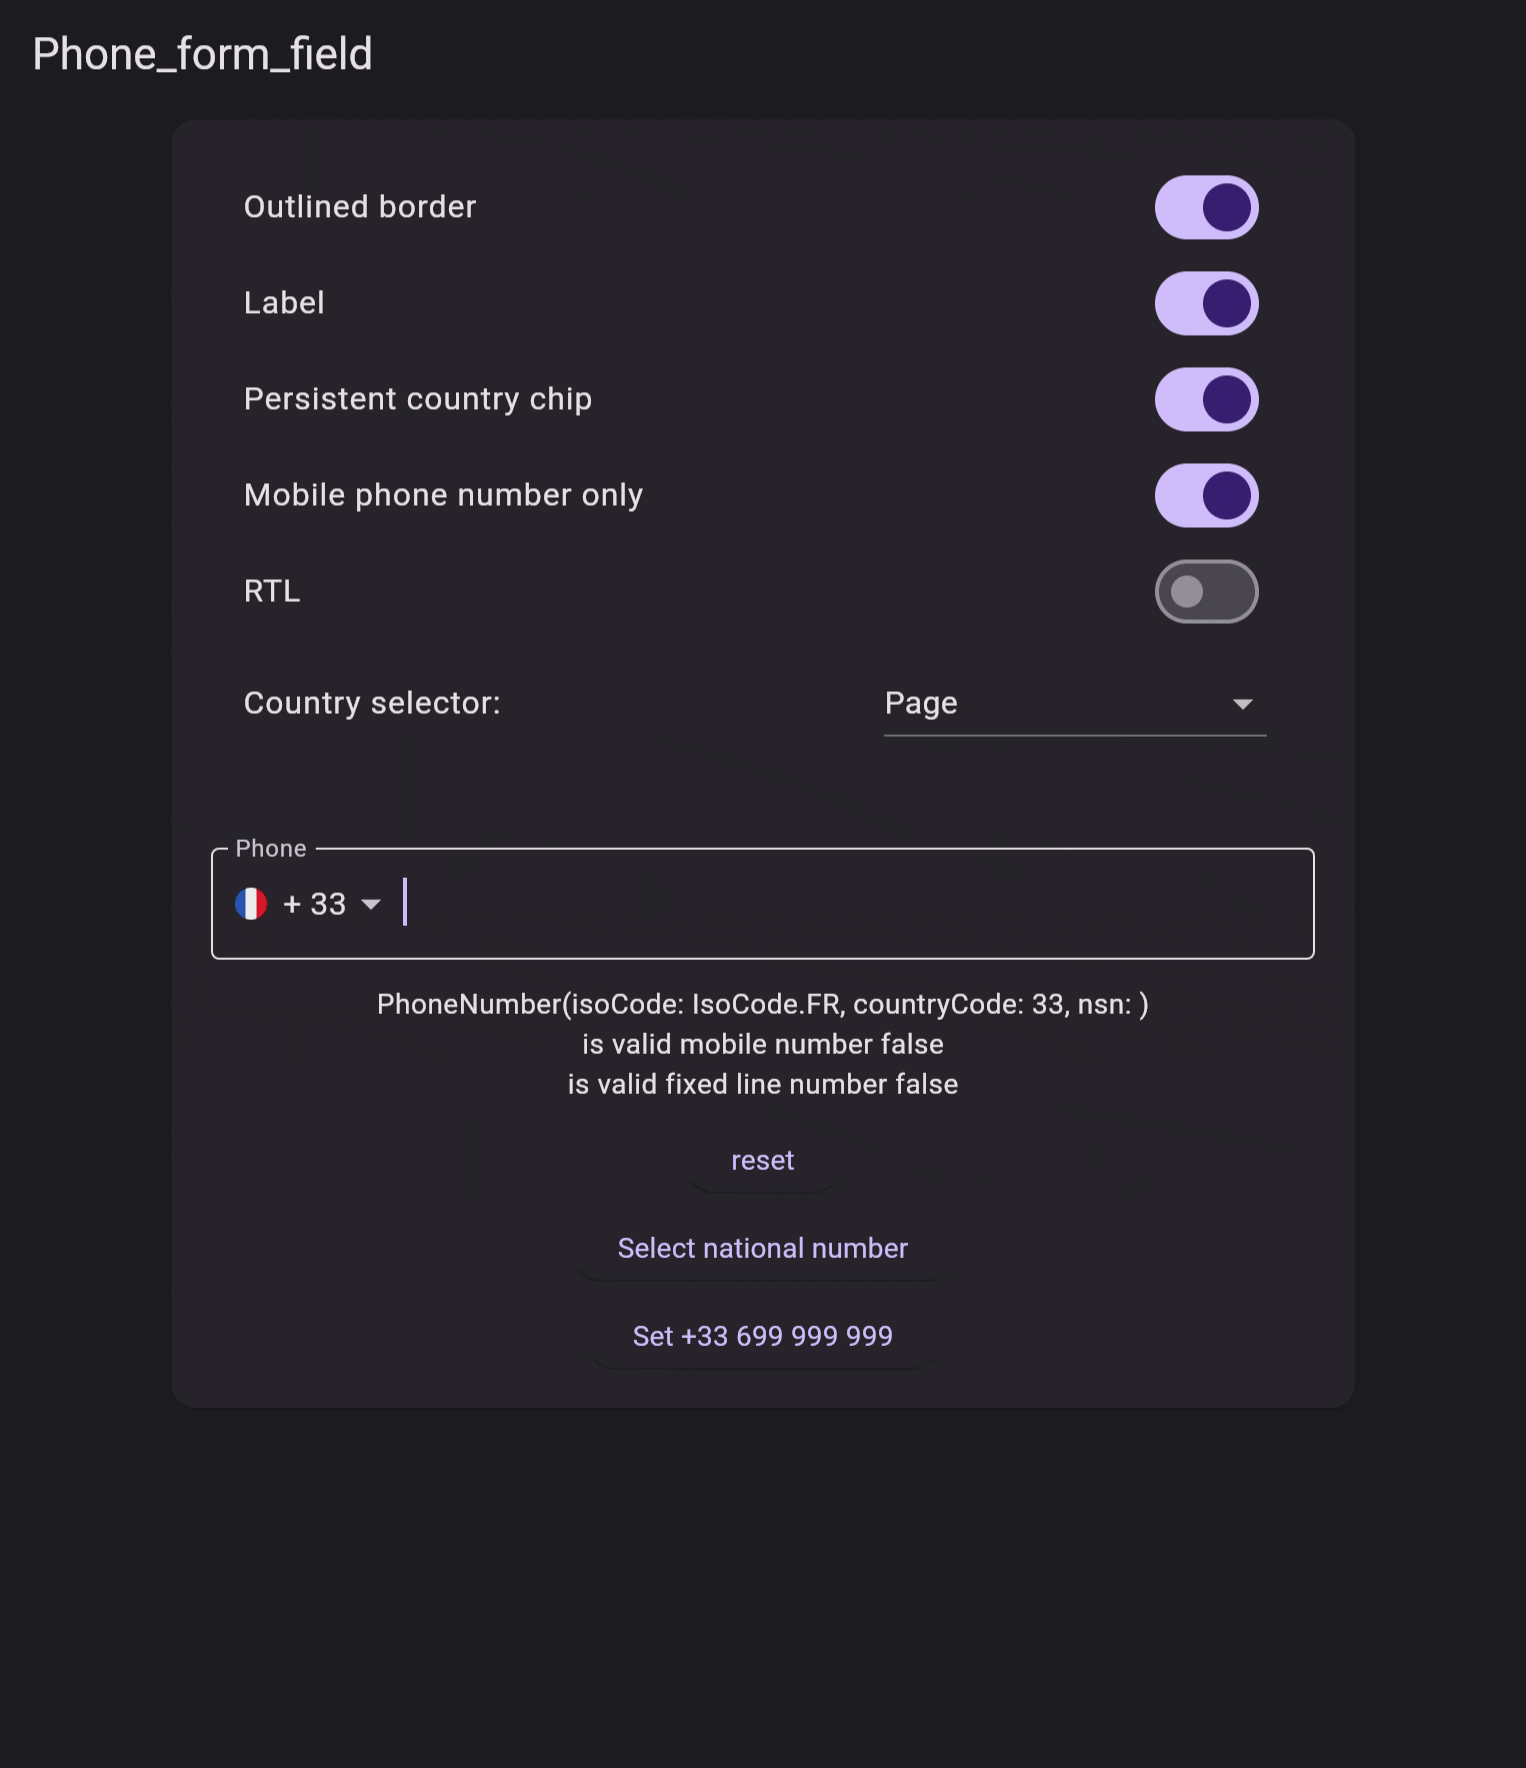 Phone_form_field
Outlined border
Label
Persistent country chip
Mobile phone number only
RTL
Country selector: Page
Phone
+ 33
PhoneNumber(isoCode: IsoCode.FR, countryCode: 33, nsn: )
is valid mobile number false
is valid fixed line number false
reset
Select national number
Set +33 699 999 999